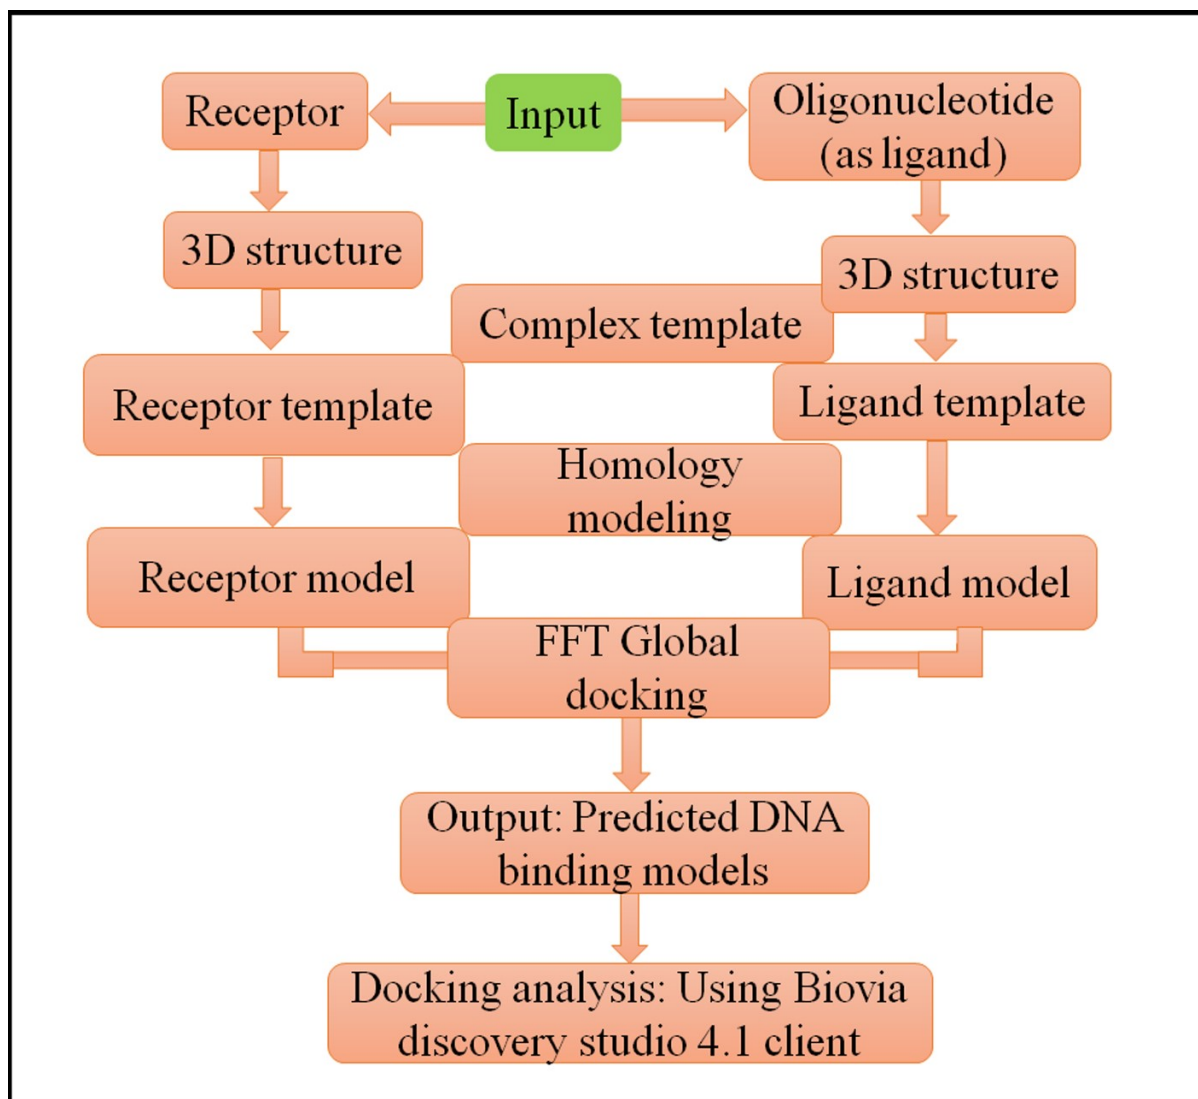 Receptor
Input
Oligonucleotide
(as ligand)
3D structure
3D structure
Complex template
Receptor template
Ligand template
Homology
modeling
Receptor model
Ligand model
FFT Global
docking
Output: Predicted DNA
binding models
Docking analysis: Using Biovia
discovery studio 4.1 client